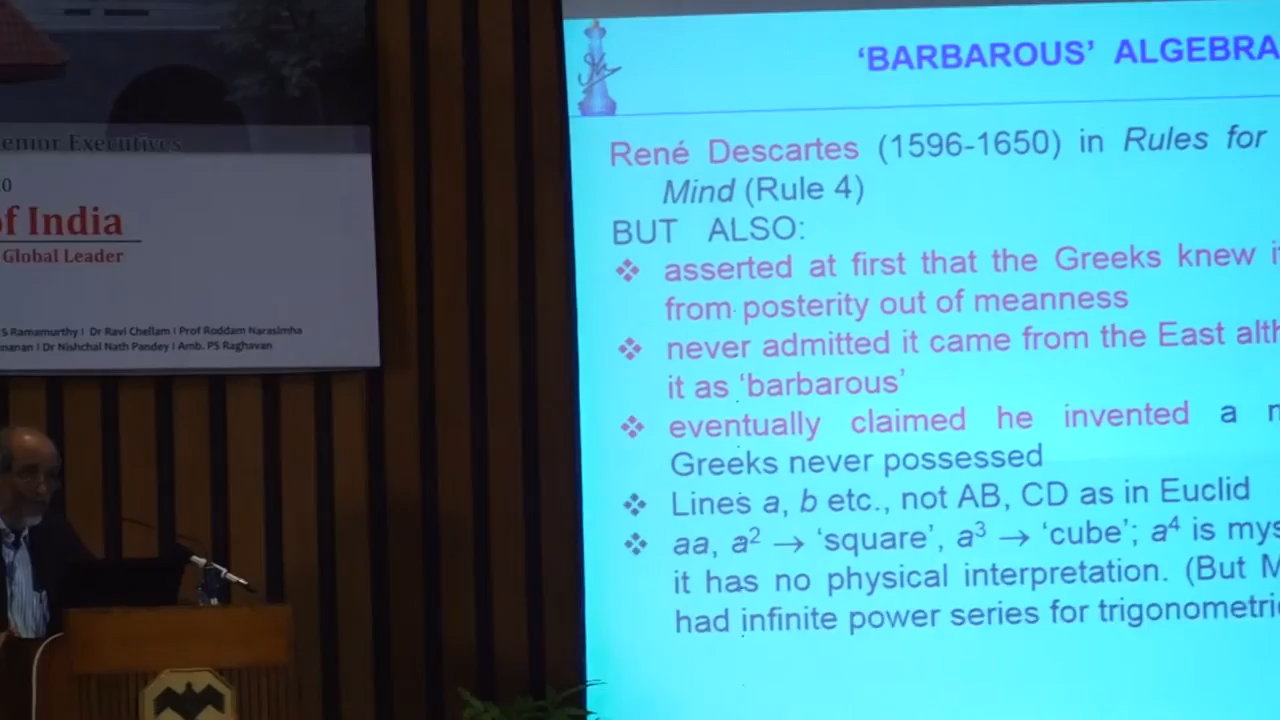 Senior Executives
of India
Global Leader
S Ramamurthy I Dr Ravi Chellam I Prof Roddam Narasimha
Dr Nishchal Nath Pandey I Amb. PS Raghavan
‘BARBAROUS’ ALGEBRA
René Descartes (1596-1650) in Rules for
Mind (Rule 4)
BUT ALSO:
❖ asserted at first that the Greeks knew
from posterity out of meanness
❖ never admitted it came from the East
it as ‘barbarous’
❖ eventually claimed he invented a
Greeks never possessed
❖ Lines a, b etc., not AB, CD as in Euclid
❖ aa, a² → ‘square’, a³ → ‘cube’; a⁴ is
it has no physical interpretation. (But
had infinite power series for